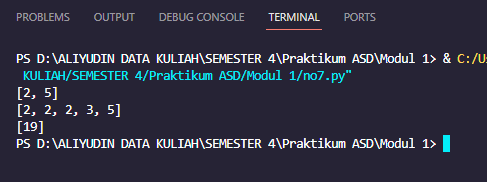 PROBLEMS OUTPUT DEBUG CONSOLE TERMINAL PORTS
PS D:\ALIYUDIN DATA KULIAH\SEMESTER 4\Praktikum ASD\Modul 1> & C:/U
KULIAH/SEMESTER 4/Praktikum ASD/Modul 1/no7.py"
[2, 5]
[2, 2, 2, 3, 5]
[19]
PS D:\ALIYUDIN DATA KULIAH\SEMESTER 4\Praktikum ASD\Modul 1>